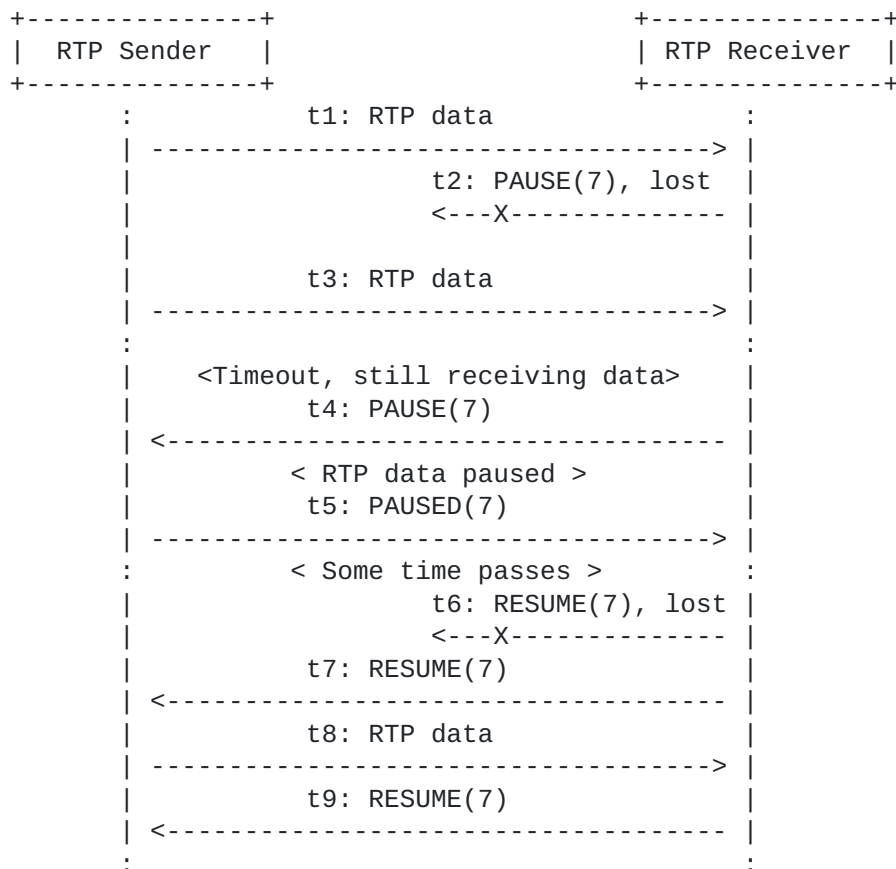 +---------------+                       +---------------+
|  RTP Sender   |                       | RTP Receiver  |
+---------------+                       +---------------+
       :           t1: RTP data                :
       | ------------------------------------> |
       |                   t2: PAUSE(7), lost  |
       |                   <---X-------------- |
       |                                       |
       |           t3: RTP data                |
       | ------------------------------------> |
       :                                       :
       |    <Timeout, still receiving data>    |
       |           t4: PAUSE(7)                |
       | <------------------------------------ |
       |          < RTP data paused >          |
       |           t5: PAUSED(7)               |
       | ------------------------------------> |
       :          < Some time passes >         :
       |                   t6: RESUME(7), lost |
       |                   <---X-------------- |
       |           t7: RESUME(7)               |
       | <------------------------------------ |
       |           t8: RTP data                |
       | ------------------------------------> |
       |           t9: RESUME(7)               |
       | <------------------------------------ |
       :                                       :